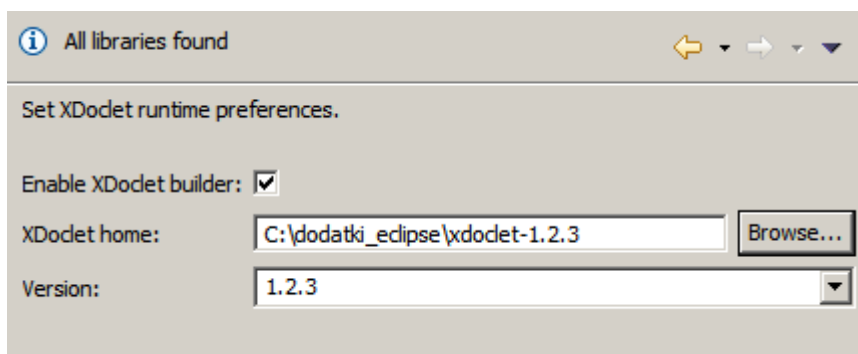 All libraries found
Set XDoclet runtime preferences.
Enable XDoclet builder:
XDoclet home: C:\dodatki_eclipse\xdoclet-1.2.3 Browse...
Version: 1.2.3